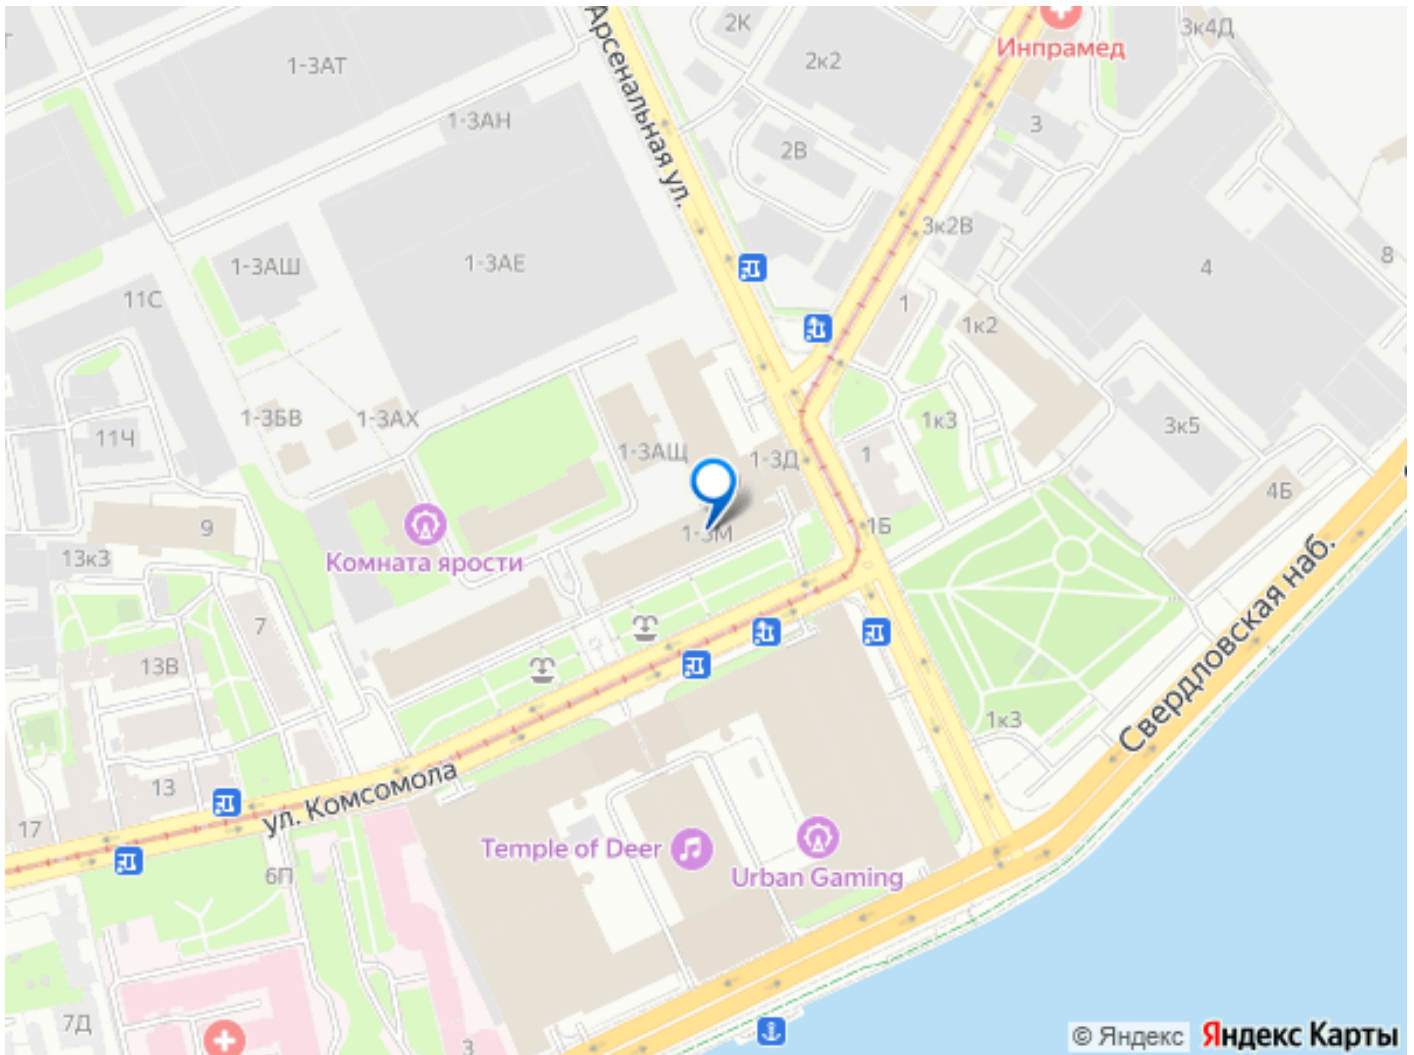 2К
3к4Д
Инпрамед
1-3АТ
2к2
Арсенальная ул.
1-3АН
3
2В
3к2В
1-3АШ
1-3АЕ
8
4
11С
1
1к2
1-3БВ
1-3АХ
1к3
3к5
11Ч
1-3АЩ
1-3Д
1
4Б
9
1-3М
1Б
Комната ярости
13к3
7
Свердловская наб.
13В
1к3
13
ул. Комсомола
17
Temple of Deer
6П
Urban Gaming
7Д
3
© Яндекс
Яндекс Карты